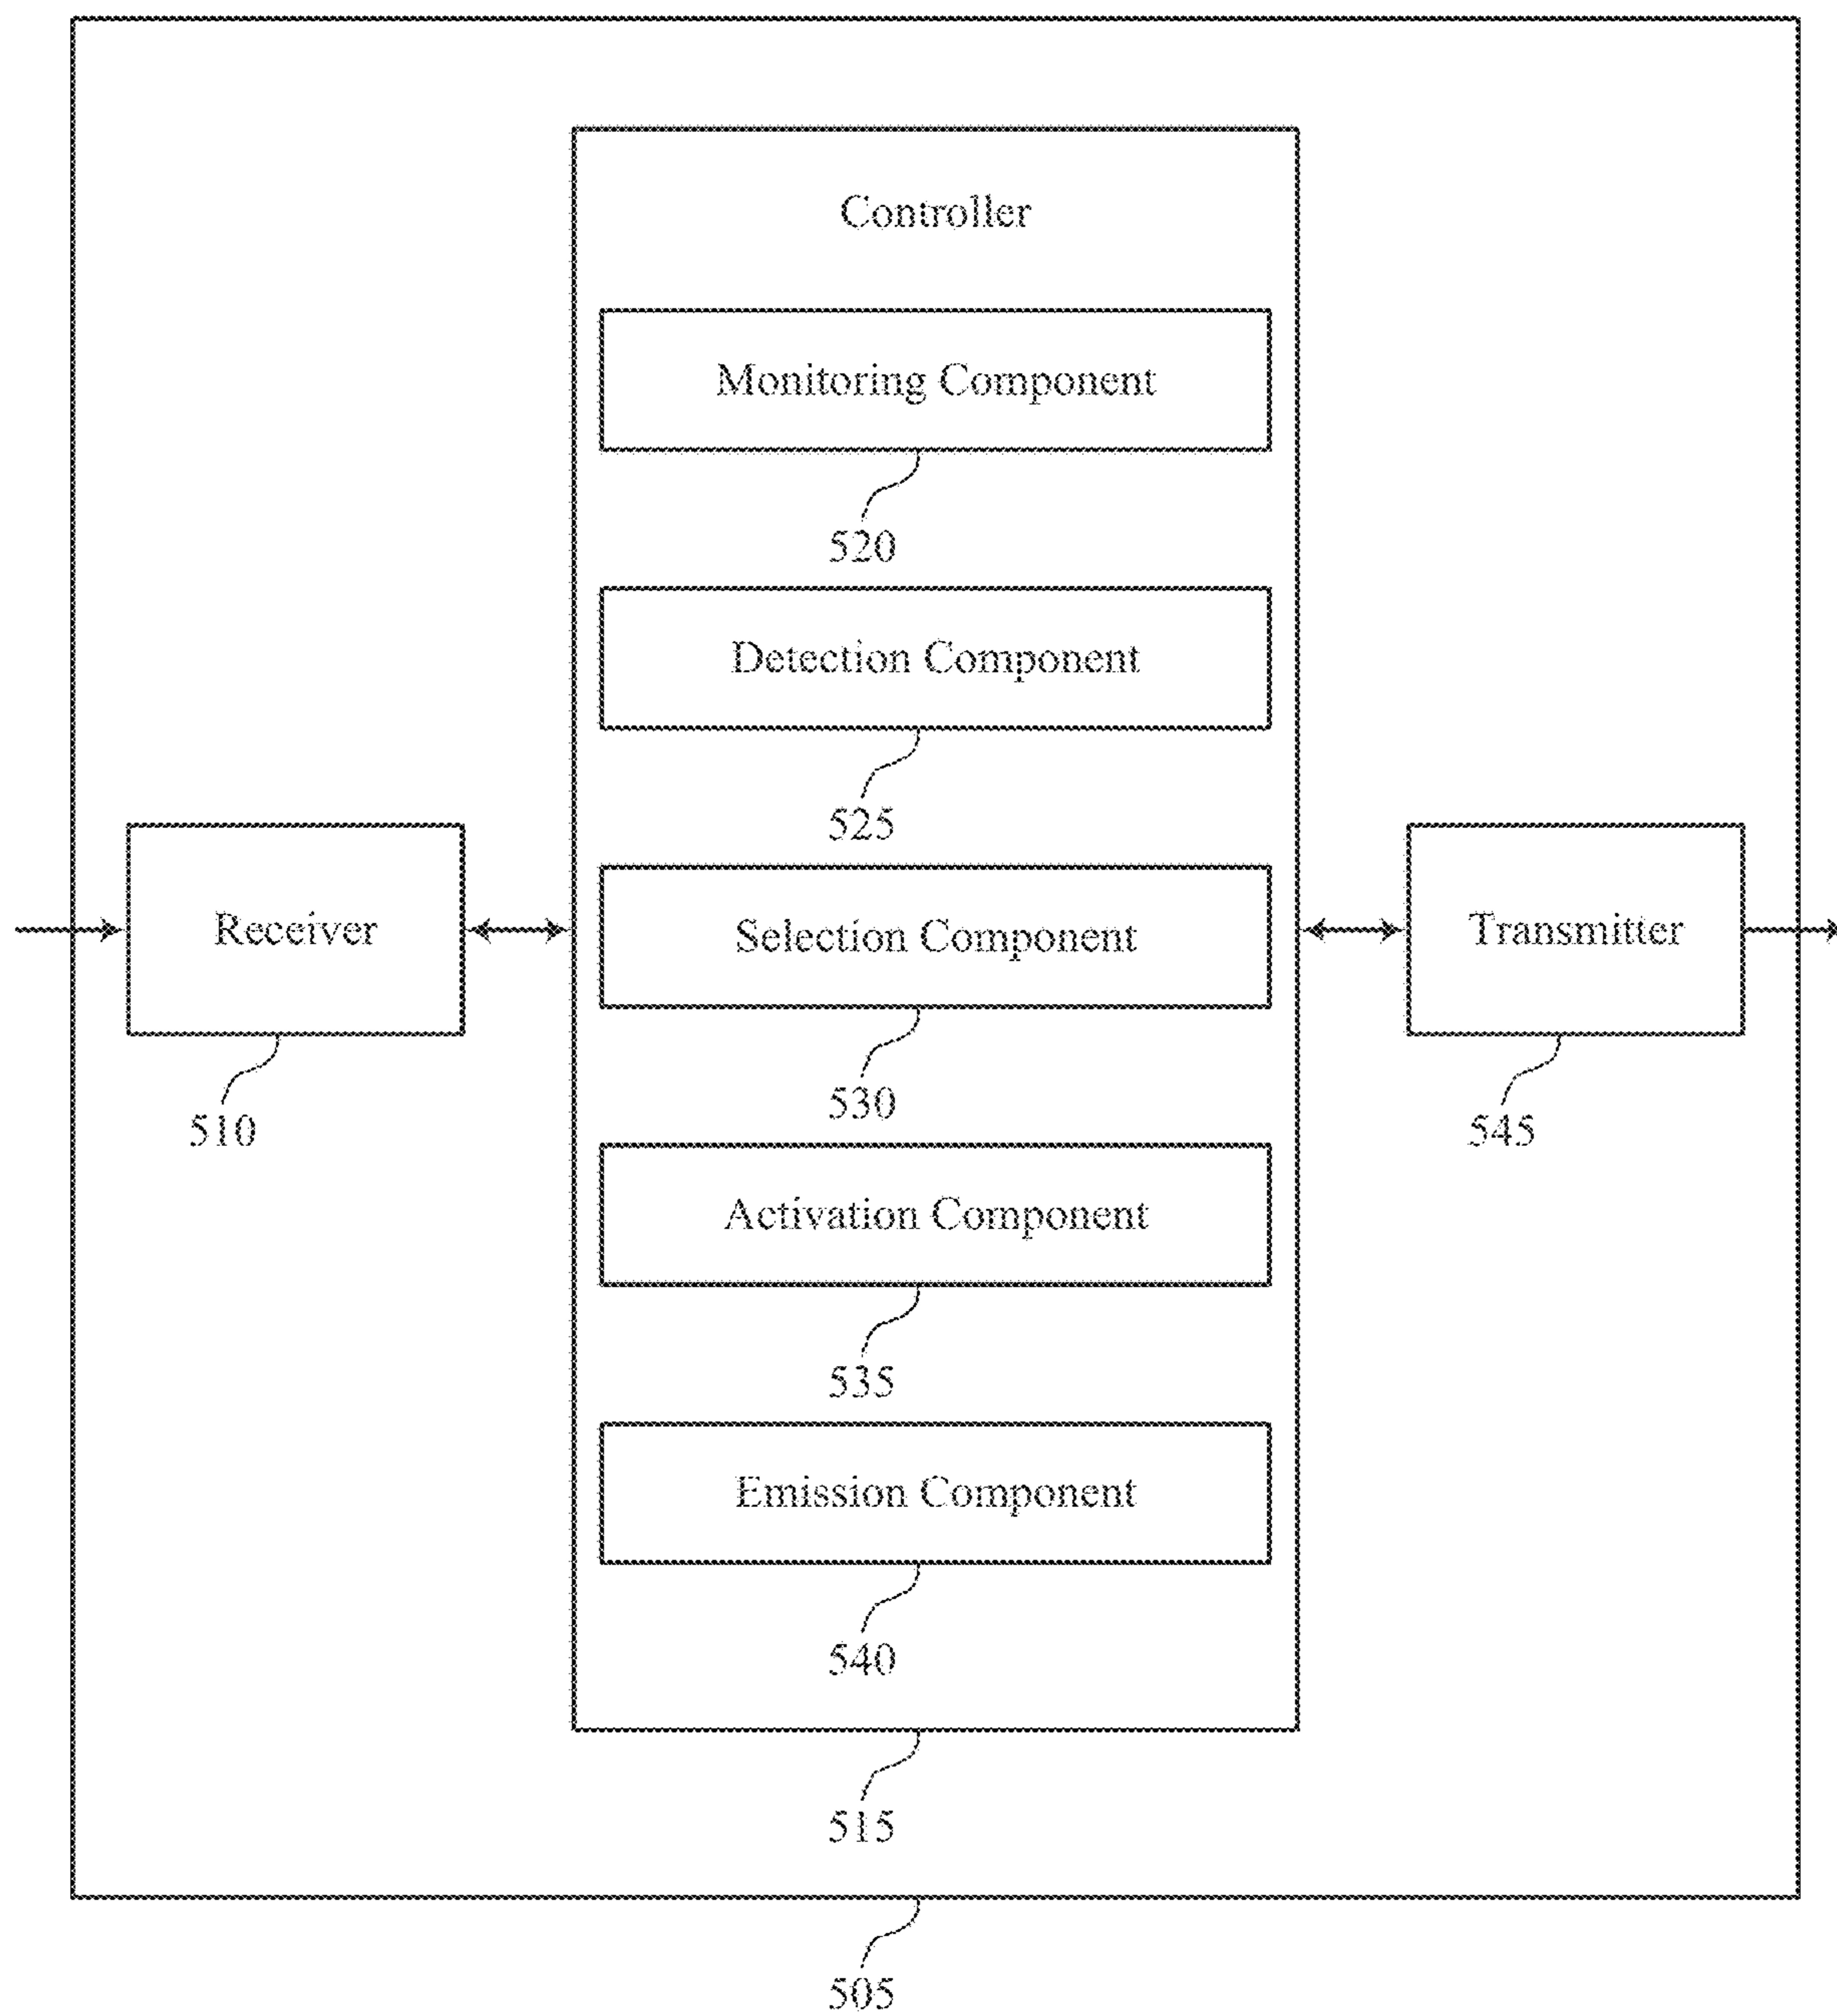 Controller
Monitoring Component
520
Detection Component
525
Receiver
510
Selection Component
530
Transmitter
545
Activation Component
535
Emission Component
540
515
505